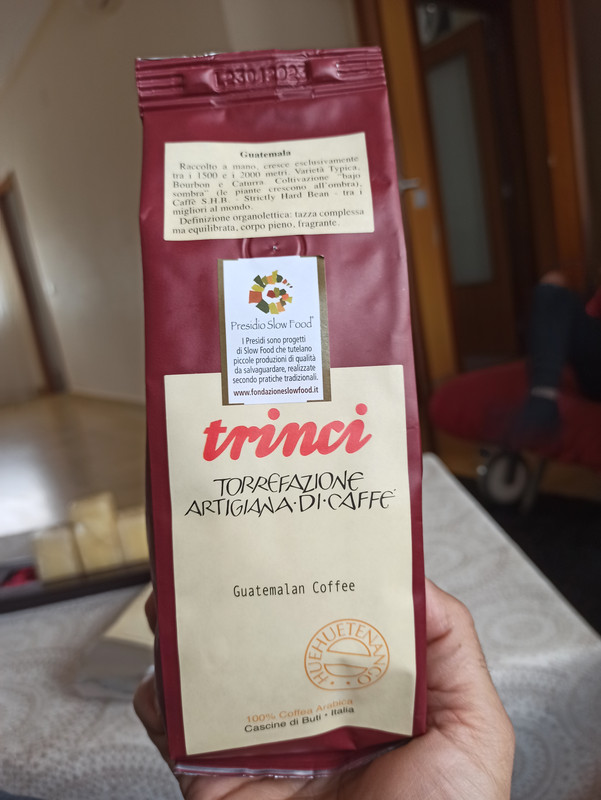 Guatemala
Raccolto a mano, cresce esclusivamente
tra i 1500 e i 2000 metri. Varietà Typica,
Bourbon e Caturra. Coltivazione "bajo
sombra" (le piante crescono all'ombra),
Caffè S.H.B. - Strictly Hard Bean - tra i
migliori al mondo.
Definizione organolettica: tazza complessa
ma equilibrata, corpo pieno, fragrante.
Presidio Slow Food®
I Presidi sono progetti
di Slow Food che tutelano
piccole produzioni di qualità
da salvaguardare, realizzate
secondo pratiche tradizionali.
www.fondazioneslowfood.it
trinci
TORREFAZIONE
ARTIGIANA·DI·CAFFE'
Guatemalan Coffee
HUEHUETENANGO
100% Coffea Arabica
Cascine di Buti • Italia